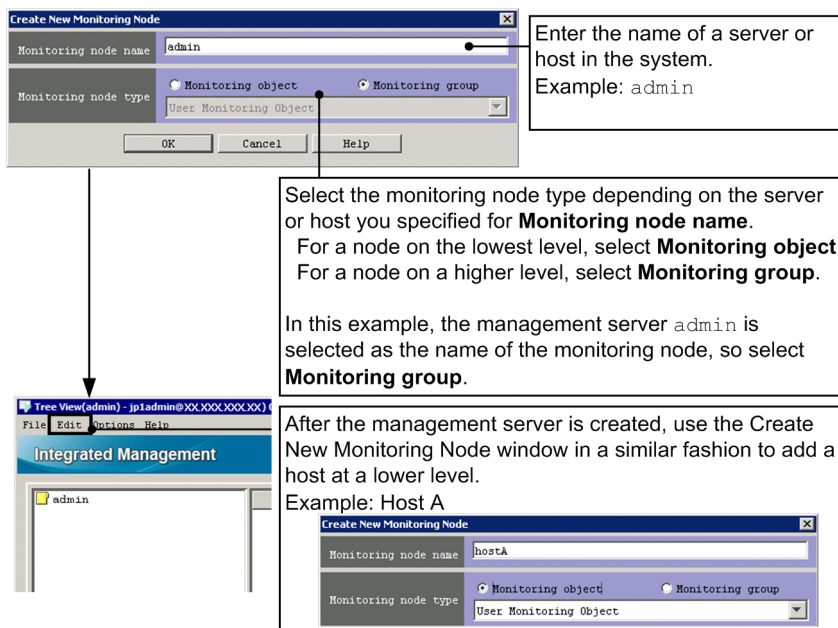 Create New Monitoring Node
Monitoring node name
admin
Monitoring node type
Monitoring object
Monitoring group
User Monitoring Object
OK
Cancel
Help
Enter the name of a server or
host in the system.
Example: admin
Select the monitoring node type depending on the server
or host you specified for Monitoring node name.
For a node on the lowest level, select Monitoring object
For a node on a higher level, select Monitoring group.
In this example, the management server admin is
selected as the name of the monitoring node, so select
Monitoring group.
Tree View(admin) - jp1admin@XX.XXX.XXX.XX)
File Edit Options Help
Integrated Management
admin
After the management server is created, use the Create
New Monitoring Node window in a similar fashion to add a
host at a lower level.
Example: Host A
Create New Monitoring Node
Monitoring node name
hostA
Monitoring node type
Monitoring object
Monitoring group
User Monitoring Object